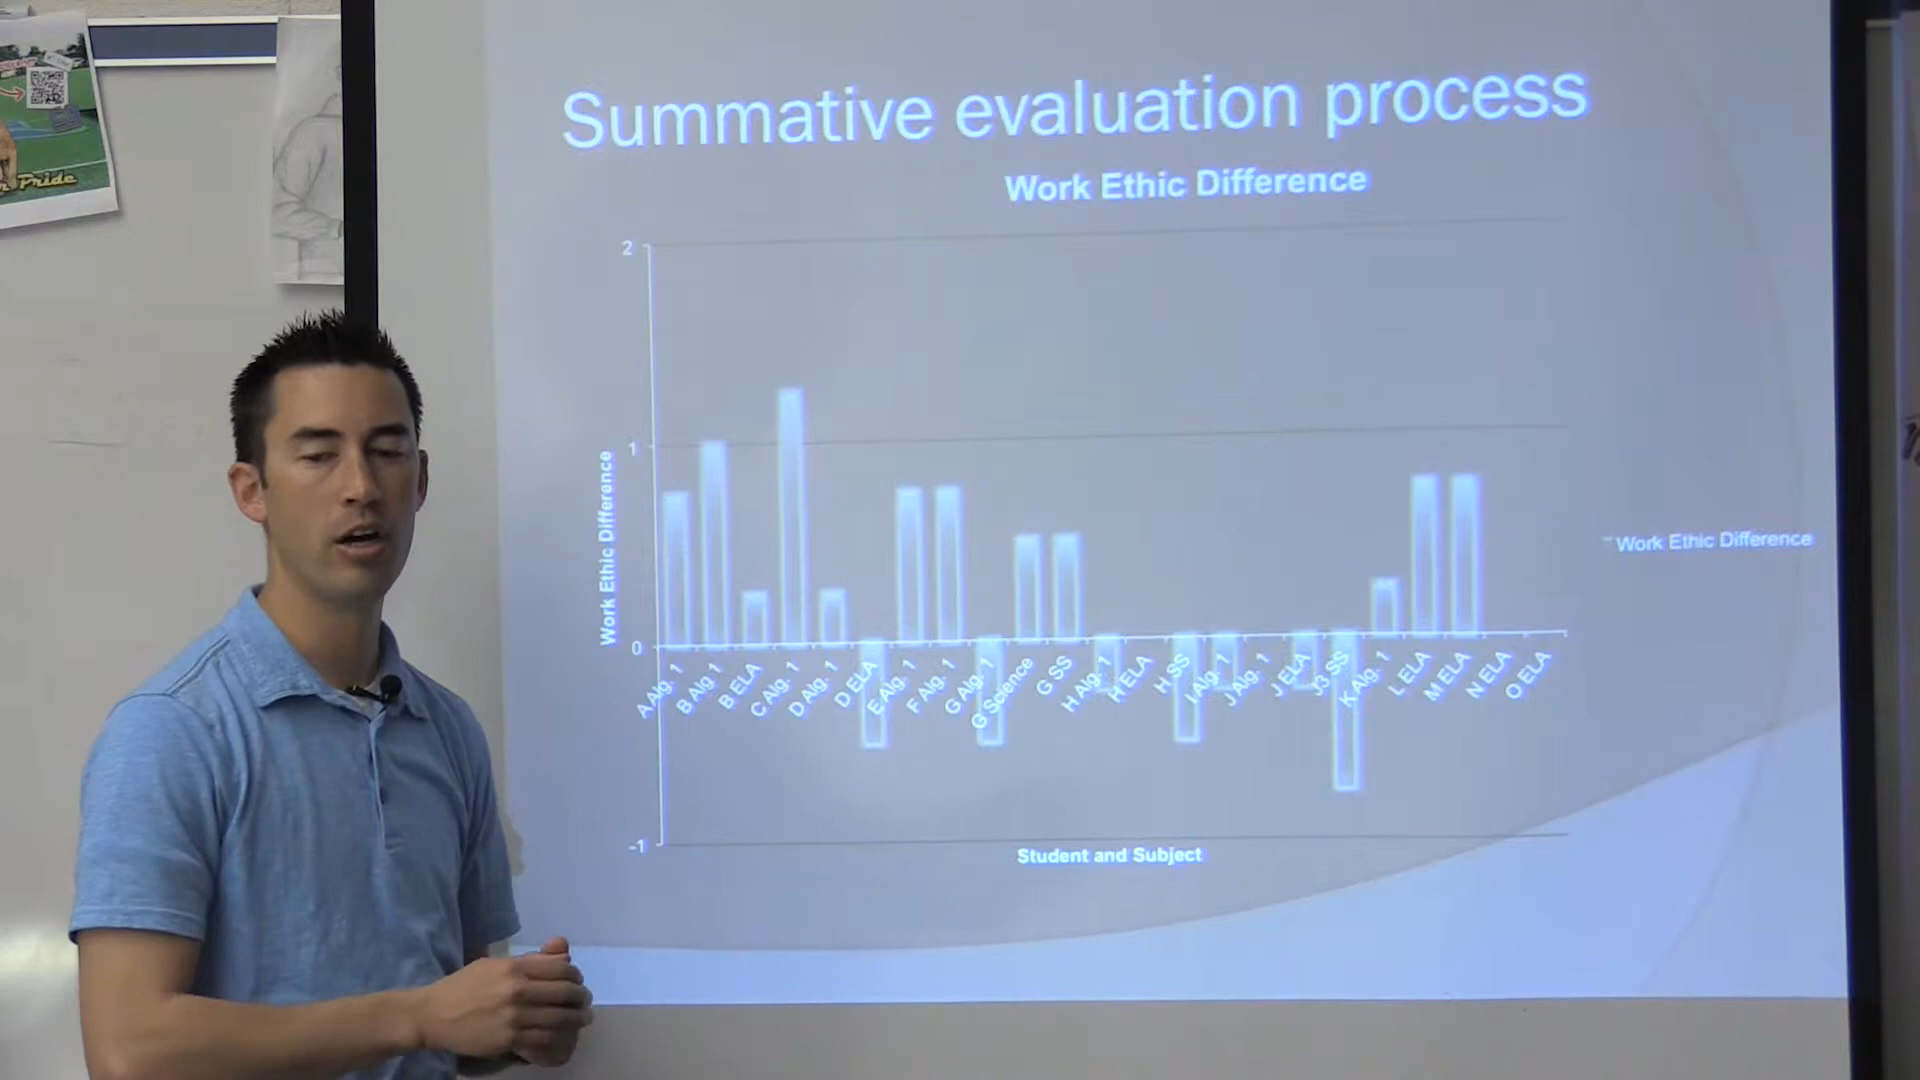 Summative evaluation process
Work Ethic Difference
2
1
0
-1
Work Ethic Difference
A Alg. 1
B Alg 1
B ELA
C Alg. 1
D Alg. 1
D ELA
E Alg. 1
F Alg. 1
G Alg. 1
G Science
G SS
H Alg. 1
H ELA
H SS
I Alg. 1
J Alg. 1
J ELA
J3 SS
K Alg. 1
L ELA
M ELA
N ELA
O ELA
Student and Subject
Work Ethic Difference
Pride